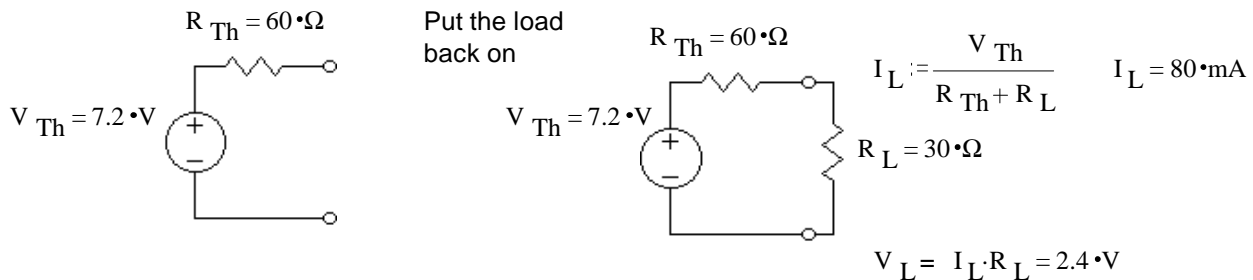 R Th = 60 •Ω
V Th = 7.2 •V
+
−
Put the load
back on
R Th = 60 •Ω
V Th = 7.2 •V
+
−
R L = 30 •Ω
I L := V Th / R Th + R L
I L = 80 •mA
V L = I L · R L = 2.4 •V